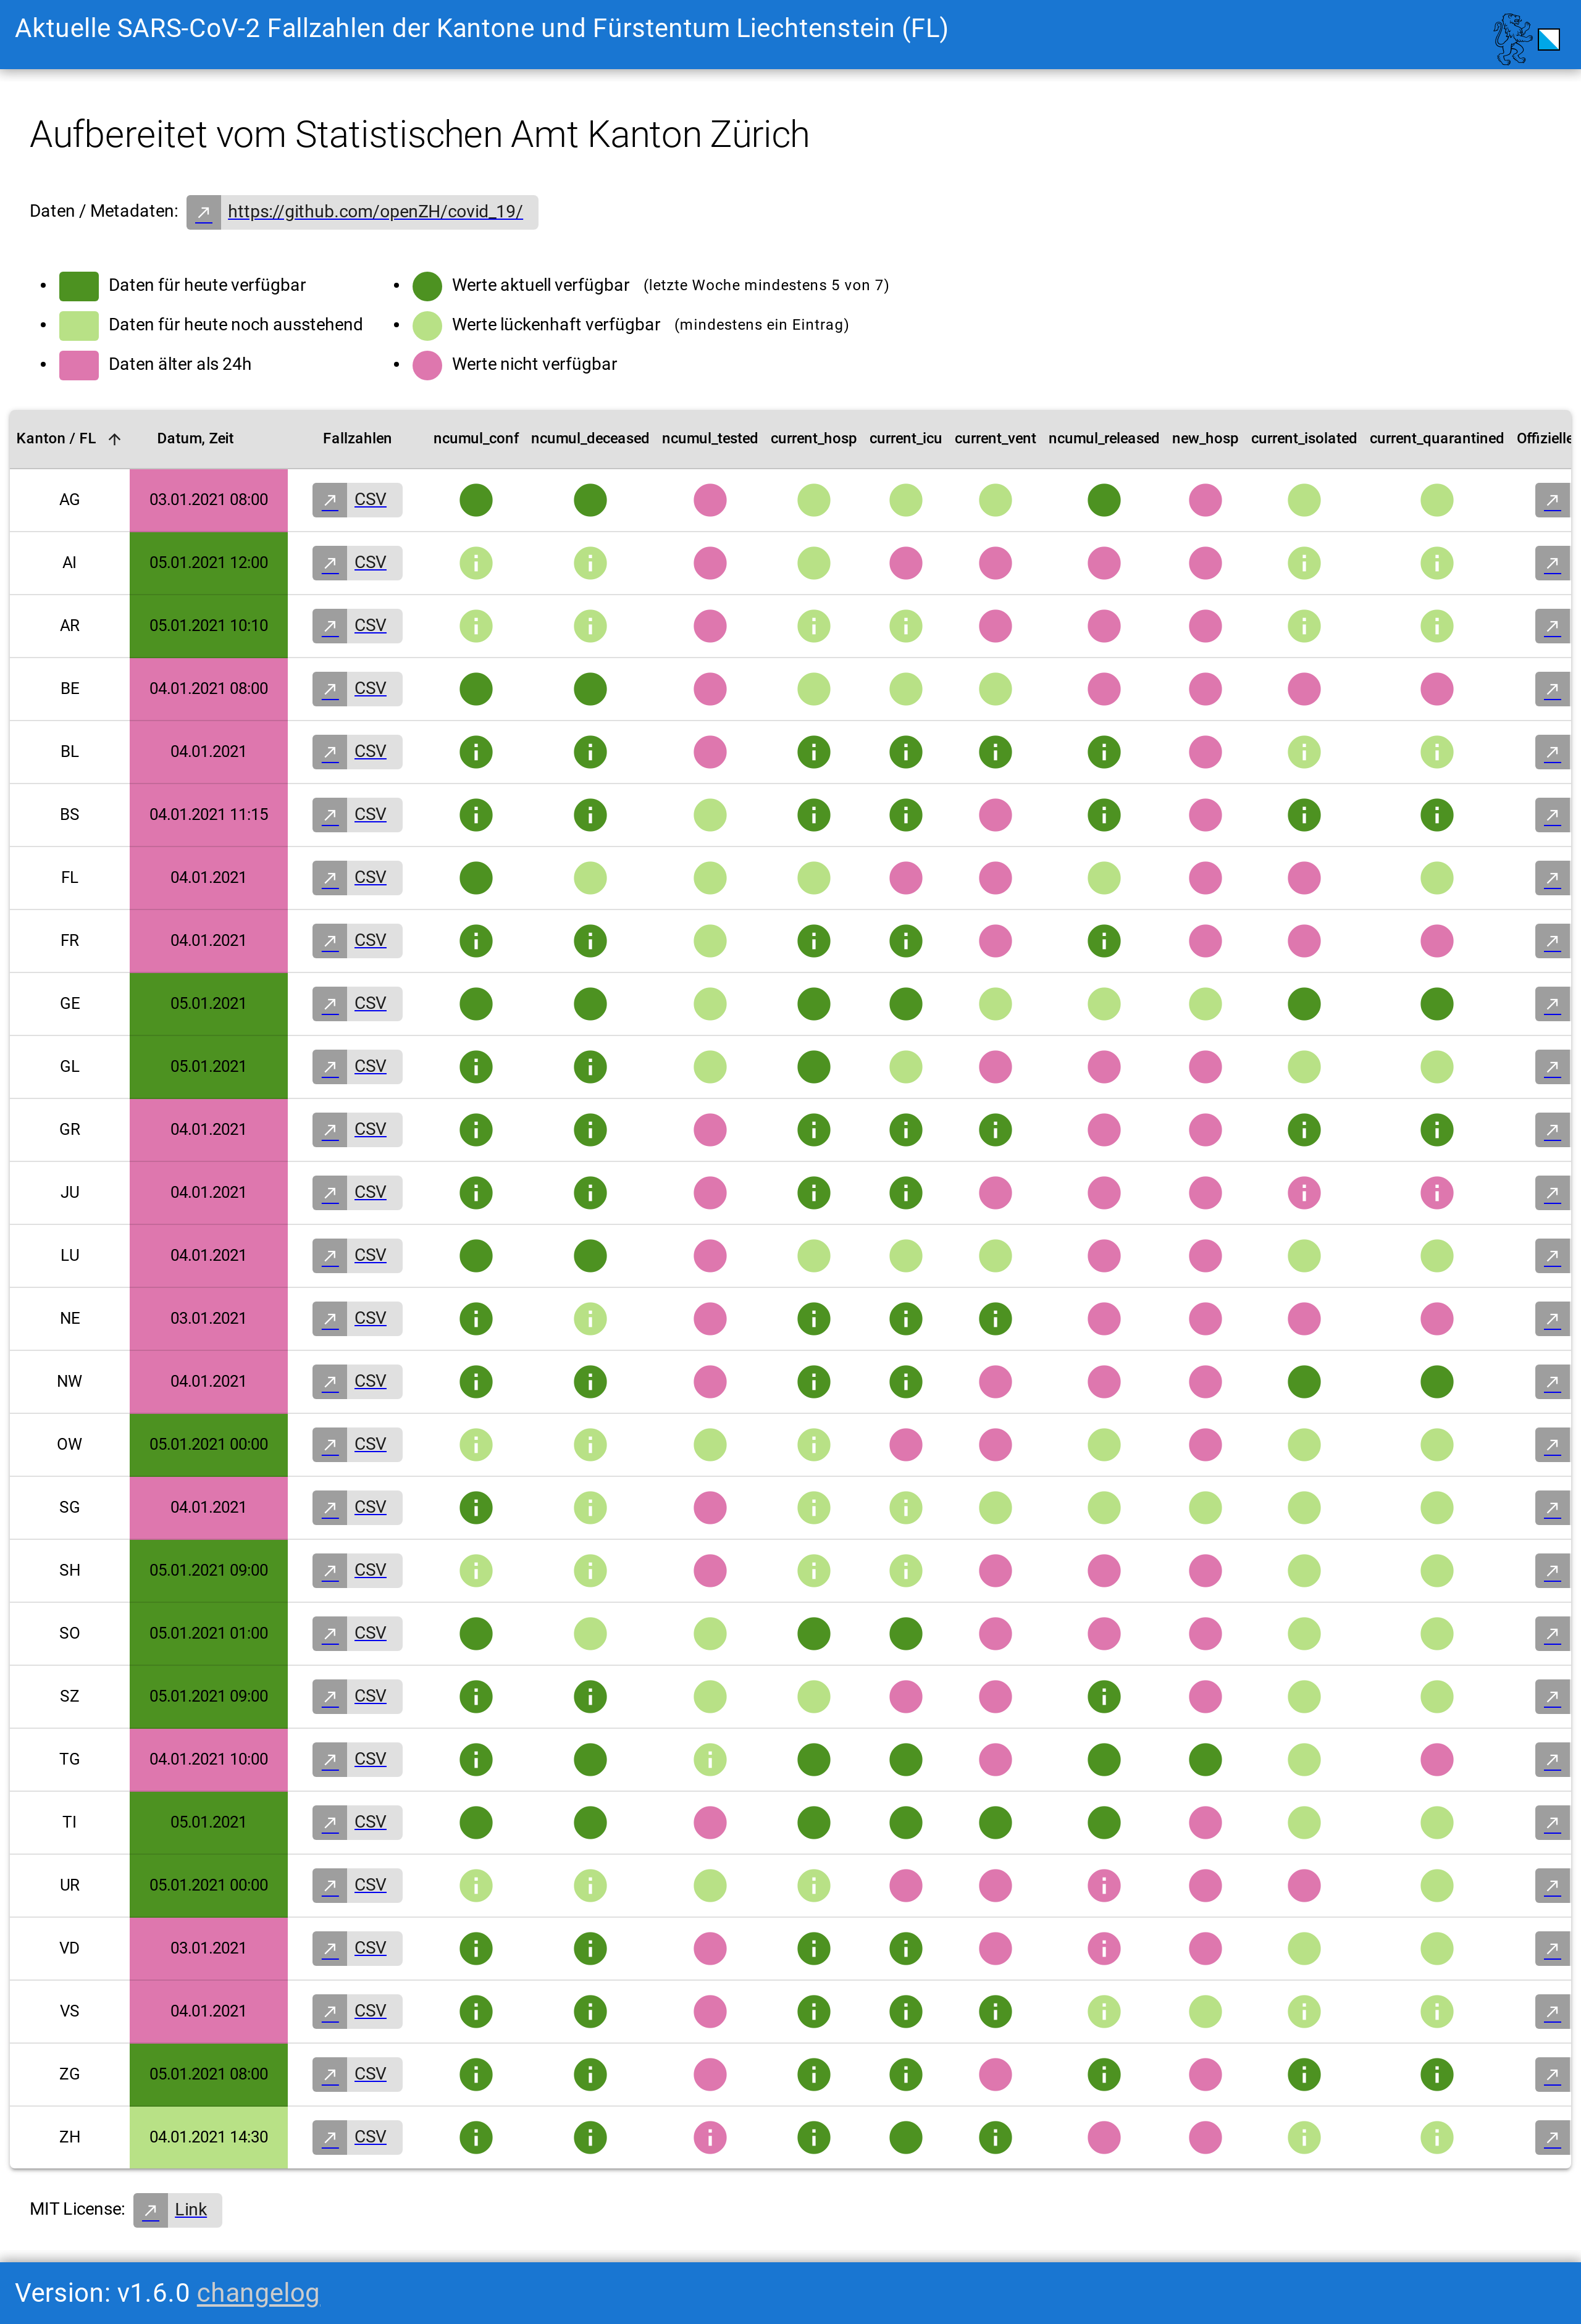 Aktuelle SARS-CoV-2 Fallzahlen der Kantone und Fürstentum Liechtenstein (FL)
Aufbereitet vom Statistischen Amt Kanton Zürich
Daten / Metadaten: https://github.com/openZH/covid_19/
Daten für heute verfügbar
Daten für heute noch ausstehend
Daten älter als 24h
Werte aktuell verfügbar (letzte Woche mindestens 5 von 7)
Werte lückenhaft verfügbar (mindestens ein Eintrag)
Werte nicht verfügbar
Kanton / FL Datum, Zeit Fallzahlen ncumul_conf ncumul_deceased ncumul_tested current_hosp current_icu current_vent ncumul_released new_hosp current_isolated current_quarantined Offizielle
AG 03.01.2021 08:00 CSV
AI 05.01.2021 12:00 CSV
AR 05.01.2021 10:10 CSV
BE 04.01.2021 08:00 CSV
BL 04.01.2021 CSV
BS 04.01.2021 11:15 CSV
FL 04.01.2021 CSV
FR 04.01.2021 CSV
GE 05.01.2021 CSV
GL 05.01.2021 CSV
GR 04.01.2021 CSV
JU 04.01.2021 CSV
LU 04.01.2021 CSV
NE 03.01.2021 CSV
NW 04.01.2021 CSV
OW 05.01.2021 00:00 CSV
SG 04.01.2021 CSV
SH 05.01.2021 09:00 CSV
SO 05.01.2021 01:00 CSV
SZ 05.01.2021 09:00 CSV
TG 04.01.2021 10:00 CSV
TI 05.01.2021 CSV
UR 05.01.2021 00:00 CSV
VD 03.01.2021 CSV
VS 04.01.2021 CSV
ZG 05.01.2021 08:00 CSV
ZH 04.01.2021 14:30 CSV
MIT License: Link
Version: v1.6.0 changelog